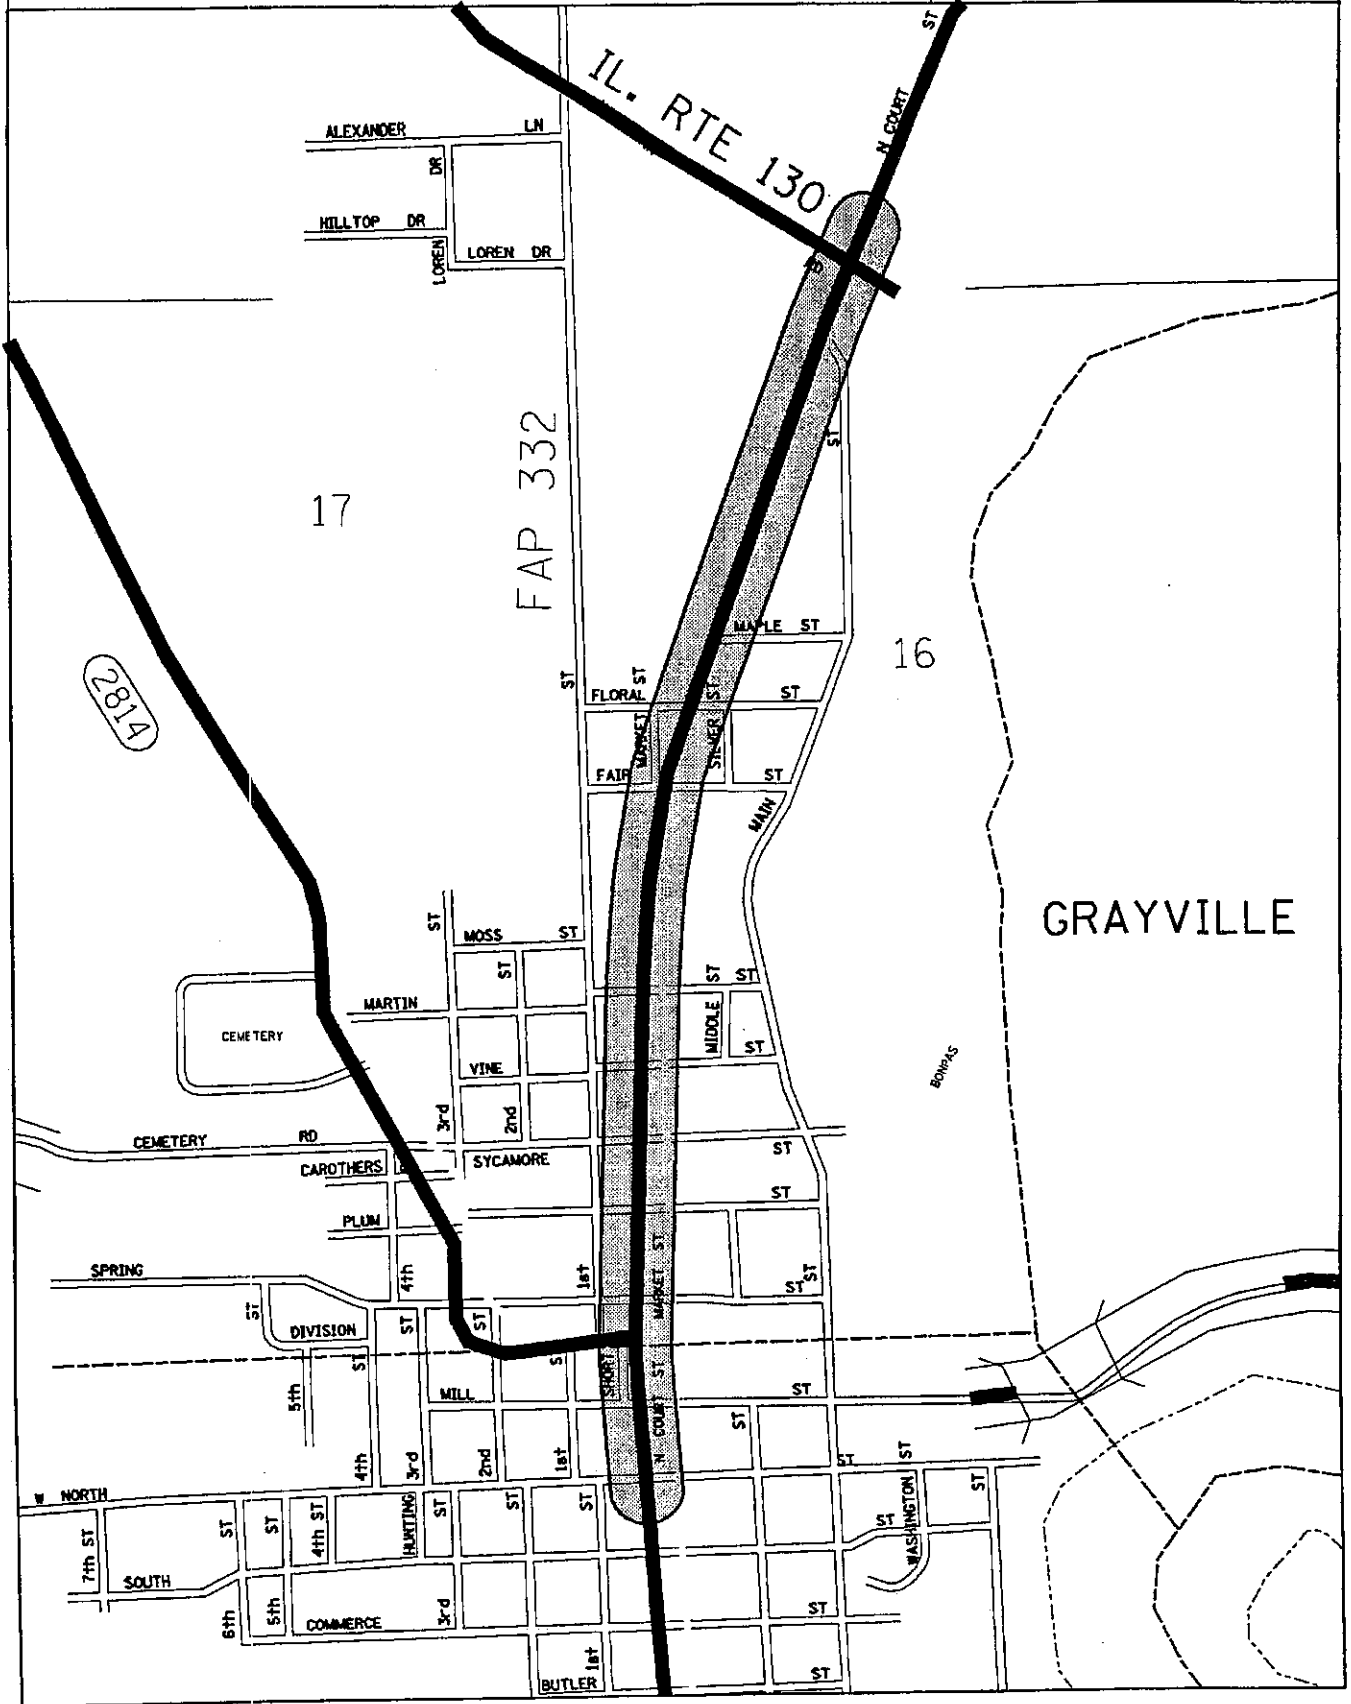 ST
IL. RTE 130
N COURT
ALEXANDER LN
DR
HILLTOP DR
LOREN
LOREN DR
RD
FAP 332
ST
17
MAPLE ST
16
2814
ST
ST
FLORAL ST ST
MARKET
SILVER
FAIR ST
MAIN
GRAYVILLE
ST
MOSS ST
ST
ST ST
MARTIN
MIDDLE
CEMETERY
ST
VINE
BONPAS
3rd
2nd
CEMETERY RD
ST
CAROTHERS
SYCAMORE
ST
PLUM
MARKET ST
SPRING
4th
1st
ST
ST
ST
DIVISION
ST
ST
ST
SHORT
5th
MILL
ST
N COURT ST
ST
4th
3rd
2nd
1st
ST
ST
W NORTH
ST
7th ST
ST
ST
4th ST
HUNTING
ST
ST
ST
ST
WASHINGTON
SOUTH
6th
5th
COMMERCE
3rd
ST
1st
BUTLER
ST